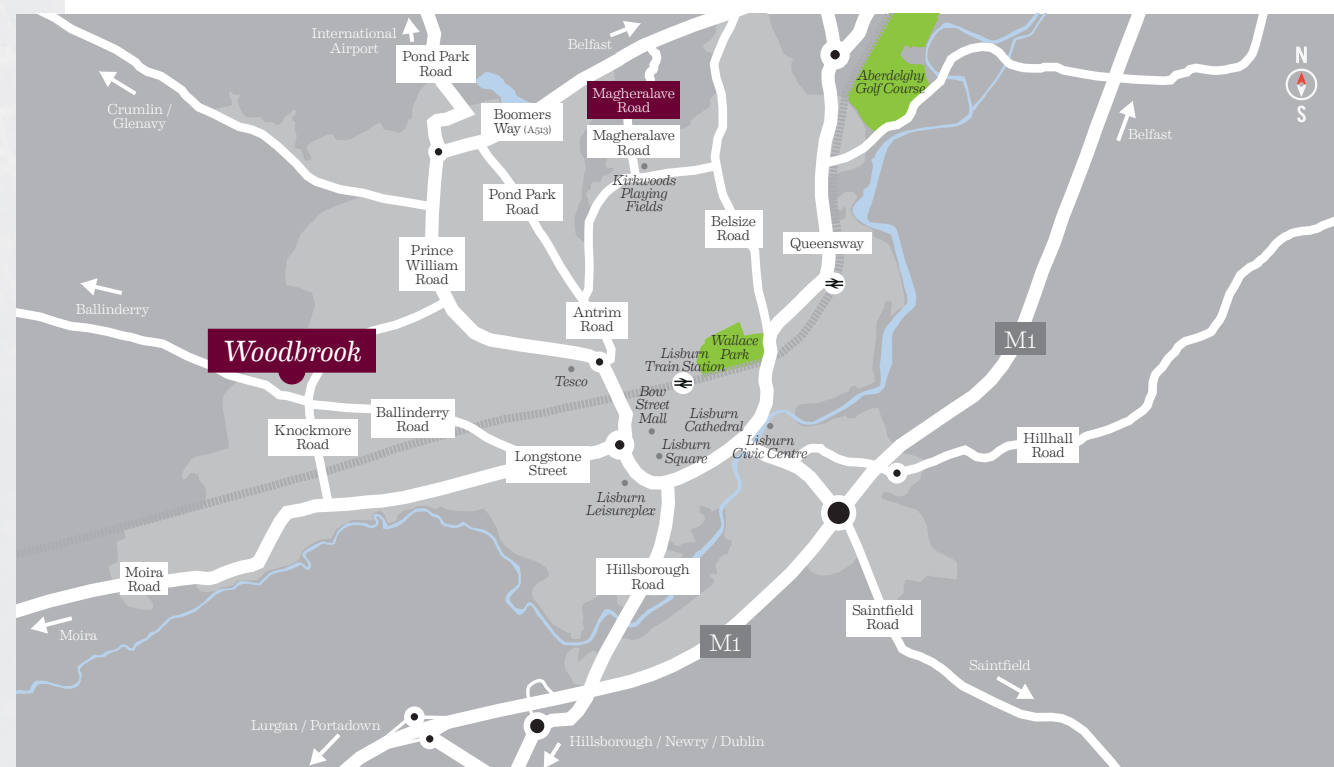 International
Airport
Pond Park
Road
Belfast
Crumlin /
Glenavy
Boomers
Way (A513)
Magheralave
Road
Magheralave
Road
Aberdelghy
Golf Course
N
S
Belfast
Kirkwoods
Playing
Fields
Pond Park
Road
Belsize
Road
Queensway
Prince
William
Road
Ballinderry
Antrim
Road
Woodbrook
Wallace
Park
Lisburn
Train Station
M1
Tesco
Bow
Street
Mall
Ballinderry
Road
Knockmore
Road
Lisburn
Cathedral
Lisburn
Square
Lisburn
Civic Centre
Hillhall
Road
Longstone
Street
Lisburn
Leisureplex
Moira
Road
Hillsborough
Road
Saintfield
Road
Moira
M1
Saintfield
Lurgan / Portadown
Hillsborough / Newry / Dublin